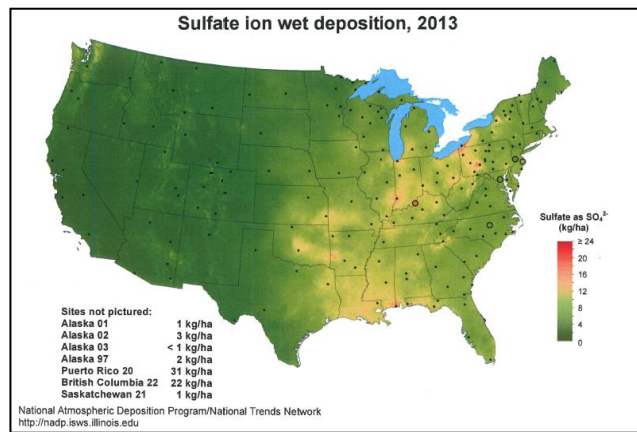 Sulfate ion wet deposition, 2013
Sulfate as SO₄²⁻
(kg/ha)
≥ 24
20
16
12
8
4
0
Sites not pictured:
Alaska 01 1 kg/ha
Alaska 02 3 kg/ha
Alaska 03 < 1 kg/ha
Alaska 97 2 kg/ha
Puerto Rico 20 31 kg/ha
British Columbia 22 22 kg/ha
Saskatchewan 21 1 kg/ha
National Atmospheric Deposition Program/National Trends Network
http://nadp.isws.illinois.edu